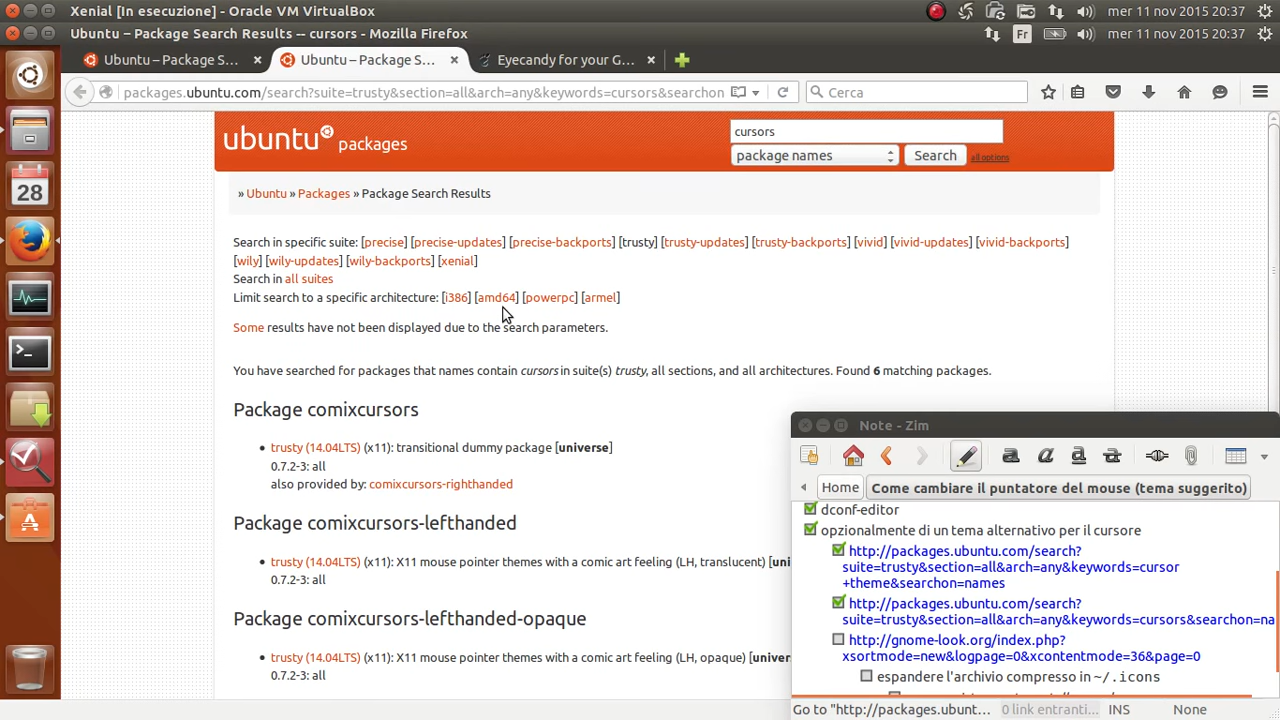 Xenial [In esecuzione] - Oracle VM VirtualBox
mer 11 nov 2015 20:37
Ubuntu – Package Search Results -- cursors - Mozilla Firefox
Fr
mer 11 nov 2015 20:37
Ubuntu – Package S...
Ubuntu – Package S...
Eyecandy for your G...
packages.ubuntu.com/search?suite=trusty&section=all&arch=any&keywords=cursors&searchon
Cerca
ubuntu packages
cursors
package names
Search
all options
» Ubuntu » Packages » Package Search Results
28
Search in specific suite: [precise] [precise-updates] [precise-backports] [trusty] [trusty-updates] [trusty-backports] [vivid] [vivid-updates] [vivid-backports]
[wily] [wily-updates] [wily-backports] [xenial]
Search in all suites
Limit search to a specific architecture: [i386] [amd64] [powerpc] [armel]
Some results have not been displayed due to the search parameters.
You have searched for packages that names contain cursors in suite(s) trusty, all sections, and all architectures. Found 6 matching packages.
Package comixcursors
trusty (14.04LTS) (x11): transitional dummy package [universe]
0.7.2-3: all
also provided by: comixcursors-righthanded
Package comixcursors-lefthanded
trusty (14.04LTS) (x11): X11 mouse pointer themes with a comic art feeling (LH, translucent) [uni
0.7.2-3: all
Package comixcursors-lefthanded-opaque
trusty (14.04LTS) (x11): X11 mouse pointer themes with a comic art feeling (LH, opaque) [univer
0.7.2-3: all
Note - Zim
Home
Come cambiare il puntatore del mouse (tema suggerito)
dconf-editor
opzionalmente di un tema alternativo per il cursore
http://packages.ubuntu.com/search?
suite=trusty&section=all&arch=any&keywords=cursor
+theme&searchon=names
http://packages.ubuntu.com/search?
suite=trusty&section=all&arch=any&keywords=cursors&searchon=na
http://gnome-look.org/index.php?
xsortmode=new&logpage=0&xcontentmode=36&page=0
espandere l'archivio compresso in ~/.icons
Go to "http://packages.ubunt...
0 link entranti...
INS
None